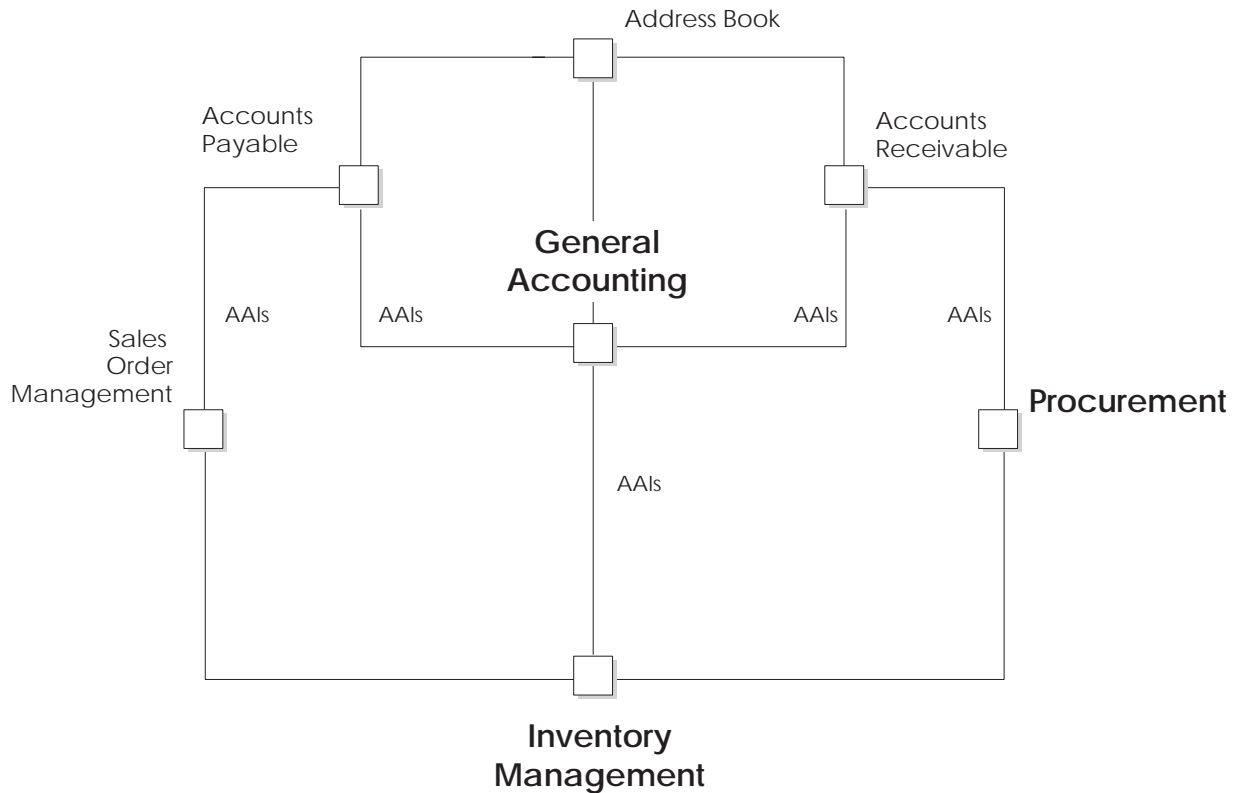 Address Book
Accounts
Payable
Accounts
Receivable
General
Accounting
AAIs
AAIs
AAIs
AAIs
Sales
Order
Management
Procurement
AAIs
Inventory
Management